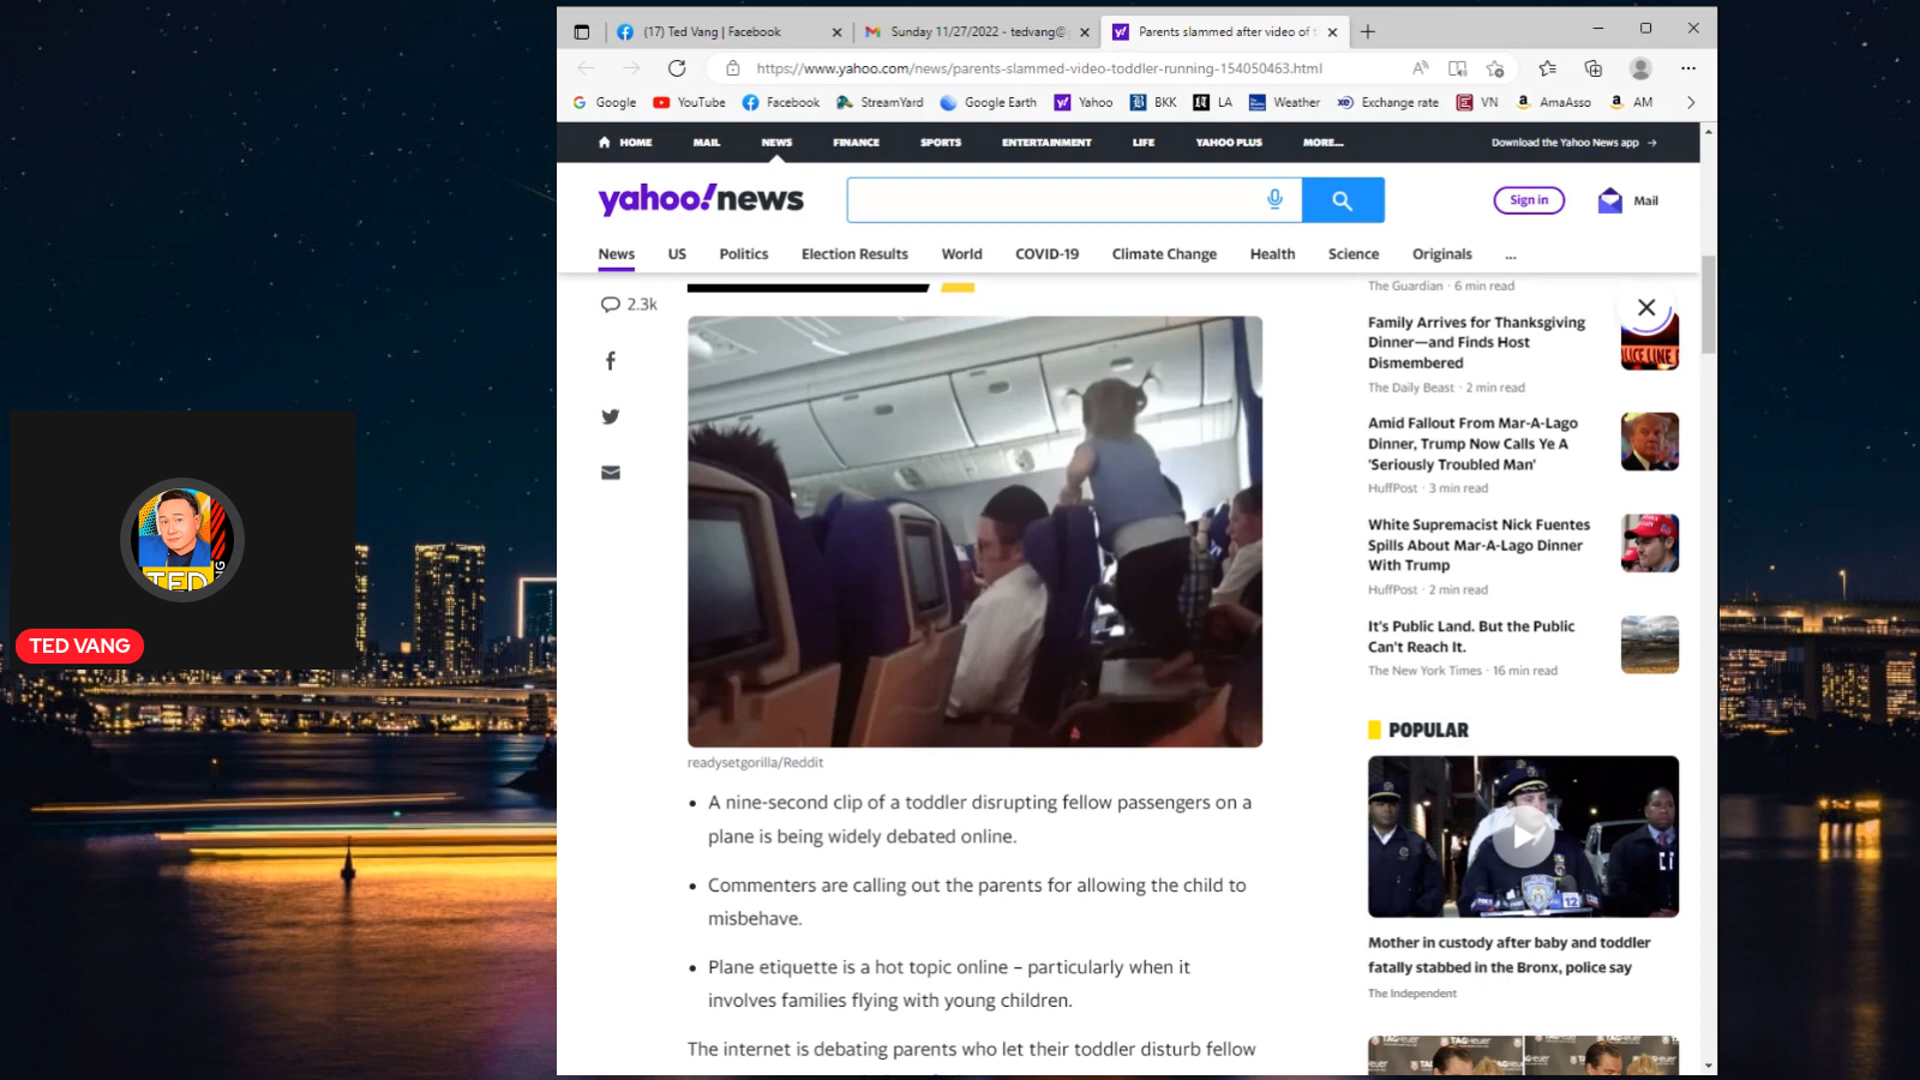 (17) Ted Vang | Facebook
Sunday 11/27/2022 - tedvang@
Parents slammed after video of
https://www.yahoo.com/news/parents-slammed-video-toddler-running-154050463.html
Google YouTube Facebook StreamYard Google Earth Yahoo BKK LA Weather Exchange rate VN AmaAsso AM
HOME MAIL NEWS FINANCE SPORTS ENTERTAINMENT LIFE YAHOO PLUS MORE... Download the Yahoo News app →
yahoo!news
Sign in
Mail
News US Politics Election Results World COVID-19 Climate Change Health Science Originals ...
2.3k
readysetgorilla/Reddit
• A nine-second clip of a toddler disrupting fellow passengers on a
plane is being widely debated online.
• Commenters are calling out the parents for allowing the child to
misbehave.
• Plane etiquette is a hot topic online – particularly when it
involves families flying with young children.
The internet is debating parents who let their toddler disturb fellow
The Guardian · 6 min read
Family Arrives for Thanksgiving
Dinner—and Finds Host
Dismembered
The Daily Beast · 2 min read
Amid Fallout From Mar-A-Lago
Dinner, Trump Now Calls Ye A
'Seriously Troubled Man'
HuffPost · 3 min read
White Supremacist Nick Fuentes
Spills About Mar-A-Lago Dinner
With Trump
HuffPost · 2 min read
It's Public Land. But the Public
Can't Reach It.
The New York Times · 16 min read
POPULAR
Mother in custody after baby and toddler
fatally stabbed in the Bronx, police say
The Independent
TAGHeuer
TED
TED VANG